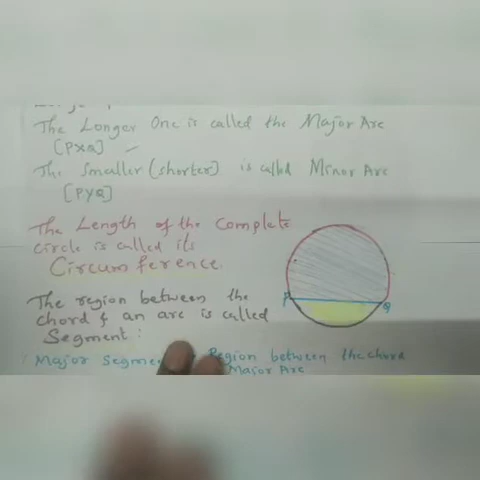 The Longer One is called the Major Arc
[PXQ]
The Smaller (shorter) is called Minor Arc
[PYQ]
The Length of the Complete
circle is called its
Circumference.
The region between the
chord & an arc is called
Segment:
P
Q
Major Segme Region between the chord
Major Arc